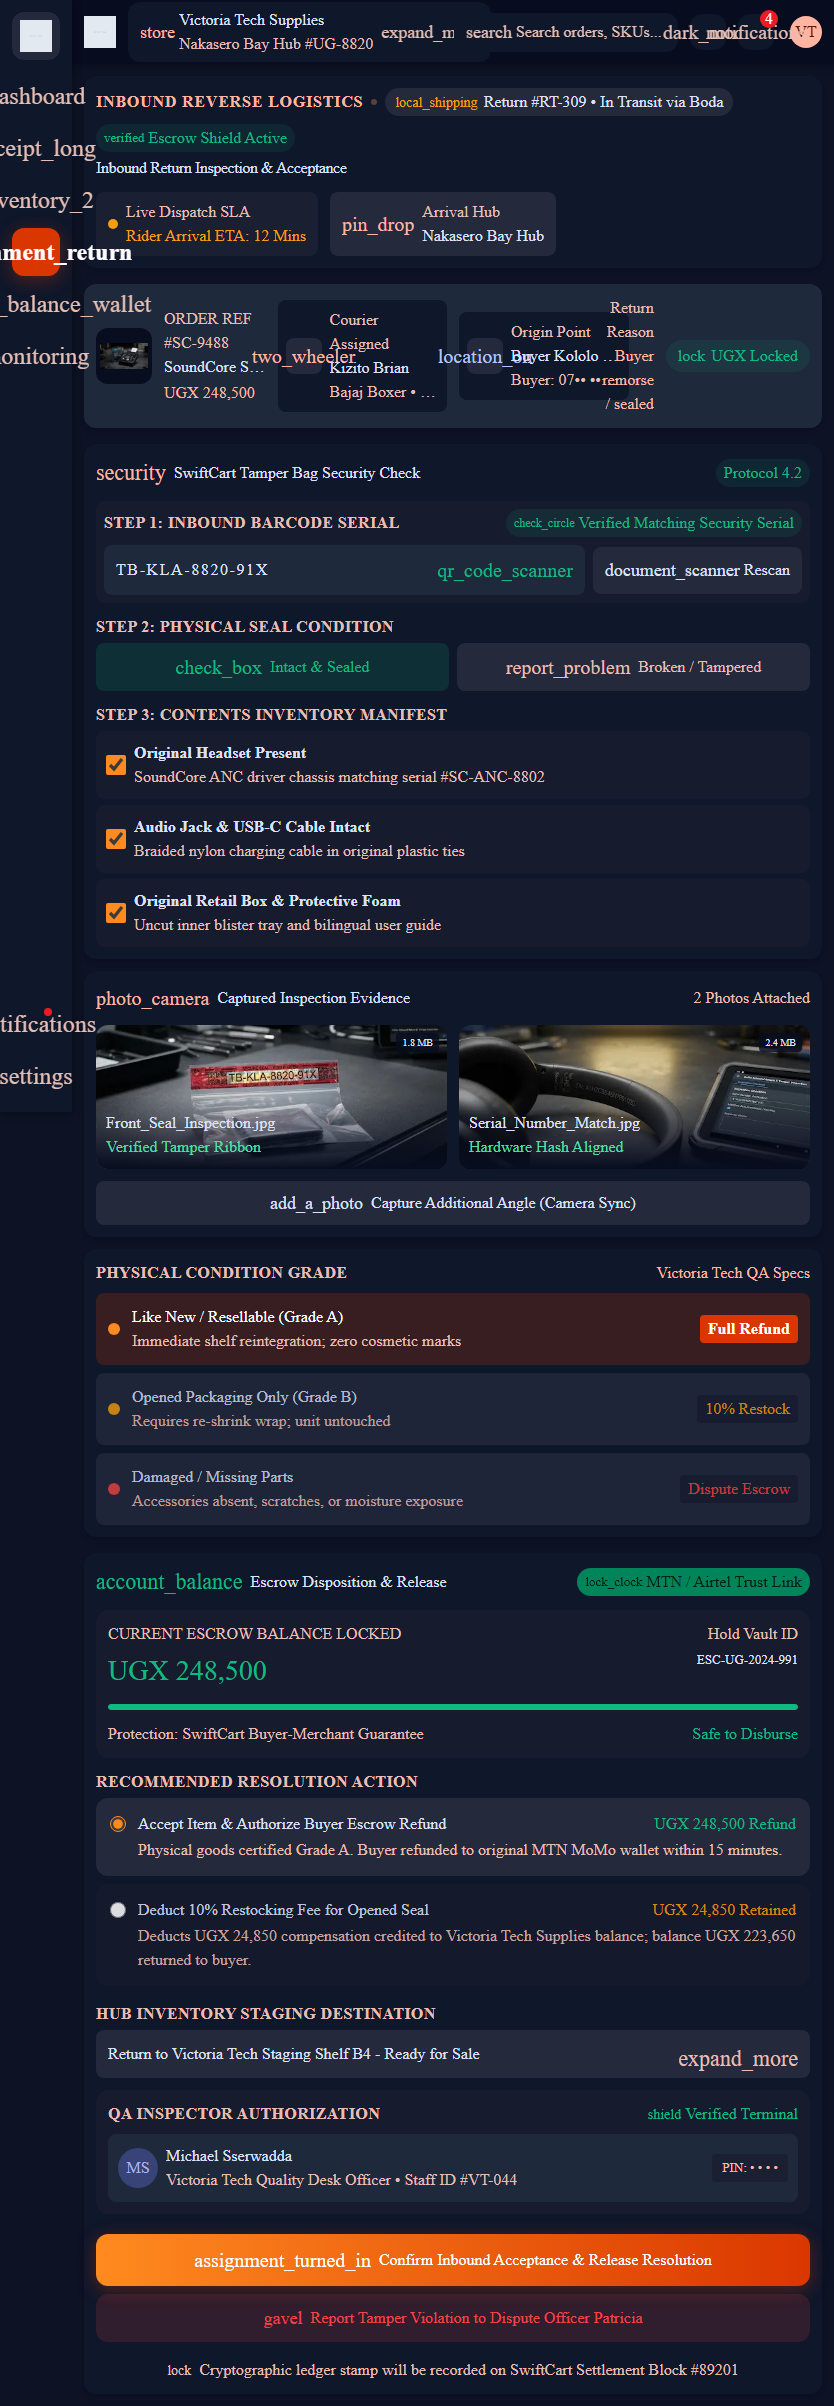 store
Victoria Tech Supplies
Nakasero Bay Hub #UG-8820
expand_m
search Search orders, SKUs...
4
VT
ashboard
ceipt_long
ventory_2
nment_return
_balance_wallet
onitoring
tifications
settings
INBOUND REVERSE LOGISTICS
local_shipping Return #RT-309 • In Transit via Boda
verified Escrow Shield Active
Inbound Return Inspection & Acceptance
Live Dispatch SLA
Rider Arrival ETA: 12 Mins
pin_drop
Arrival Hub
Nakasero Bay Hub
ORDER REF
#SC-9488
SoundCore S...
UGX 248,500
two_wheeler
Courier
Assigned
Kizito Brian
Bajaj Boxer • ...
Origin Point
Buyer Kololo ...
Buyer: 07•• ••
Return
Reason
Buyer
remorse
/ sealed
lock UGX Locked
security SwiftCart Tamper Bag Security Check
Protocol 4.2
STEP 1: INBOUND BARCODE SERIAL
check_circle Verified Matching Security Serial
TB-KLA-8820-91X
qr_code_scanner
document_scanner Rescan
STEP 2: PHYSICAL SEAL CONDITION
check_box Intact & Sealed
report_problem Broken / Tampered
STEP 3: CONTENTS INVENTORY MANIFEST
Original Headset Present
SoundCore ANC driver chassis matching serial #SC-ANC-8802
Audio Jack & USB-C Cable Intact
Braided nylon charging cable in original plastic ties
Original Retail Box & Protective Foam
Uncut inner blister tray and bilingual user guide
photo_camera Captured Inspection Evidence
2 Photos Attached
1.8 MB
TB-KLA-8820-91X
Front_Seal_Inspection.jpg
Verified Tamper Ribbon
2.4 MB
Serial_Number_Match.jpg
Hardware Hash Aligned
add_a_photo Capture Additional Angle (Camera Sync)
PHYSICAL CONDITION GRADE
Victoria Tech QA Specs
Like New / Resellable (Grade A)
Immediate shelf reintegration; zero cosmetic marks
Full Refund
Opened Packaging Only (Grade B)
Requires re-shrink wrap; unit untouched
10% Restock
Damaged / Missing Parts
Accessories absent, scratches, or moisture exposure
Dispute Escrow
account_balance Escrow Disposition & Release
lock_clock MTN / Airtel Trust Link
CURRENT ESCROW BALANCE LOCKED
UGX 248,500
Hold Vault ID
ESC-UG-2024-991
Protection: SwiftCart Buyer-Merchant Guarantee
Safe to Disburse
RECOMMENDED RESOLUTION ACTION
Accept Item & Authorize Buyer Escrow Refund
UGX 248,500 Refund
Physical goods certified Grade A. Buyer refunded to original MTN MoMo wallet within 15 minutes.
Deduct 10% Restocking Fee for Opened Seal
UGX 24,850 Retained
Deducts UGX 24,850 compensation credited to Victoria Tech Supplies balance; balance UGX 223,650
returned to buyer.
HUB INVENTORY STAGING DESTINATION
Return to Victoria Tech Staging Shelf B4 - Ready for Sale
expand_more
QA INSPECTOR AUTHORIZATION
shield Verified Terminal
MS
Michael Sserwadda
Victoria Tech Quality Desk Officer • Staff ID #VT-044
PIN: • • • •
assignment_turned_in Confirm Inbound Acceptance & Release Resolution
gavel Report Tamper Violation to Dispute Officer Patricia
lock Cryptographic ledger stamp will be recorded on SwiftCart Settlement Block #89201